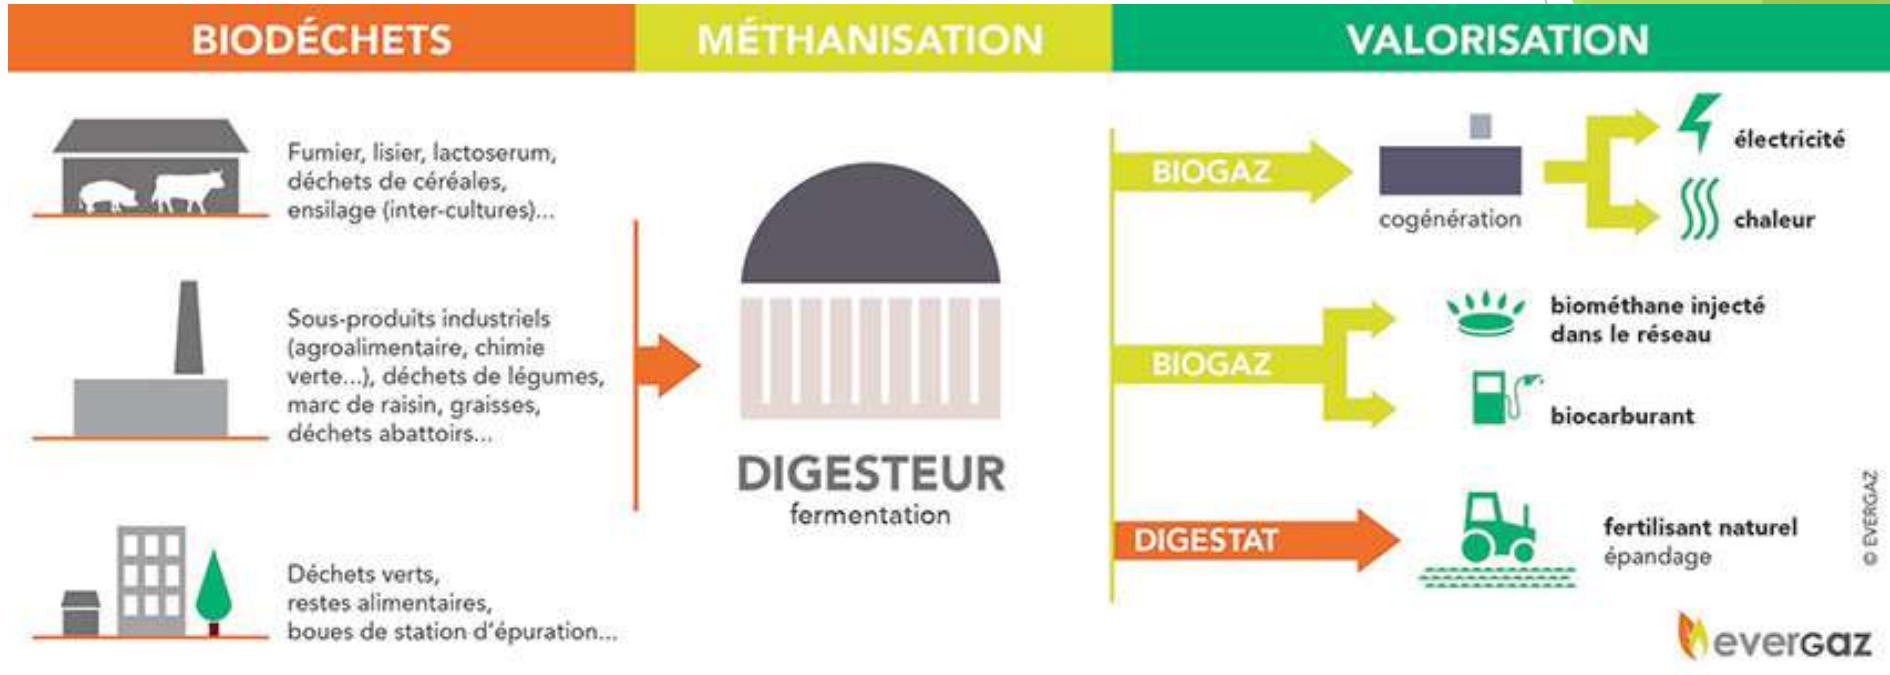 BIODÉCHETS
MÉTHANISATION
VALORISATION
Fumier, lisier, lactoserum,
déchets de céréales,
ensilage (inter-cultures)...
Sous-produits industriels
(agroalimentaire, chimie
verte...), déchets de légumes,
marc de raisin, graisses,
déchets abattoirs...
Déchets verts,
restes alimentaires,
boues de station d'épuration...
DIGESTEUR
fermentation
BIOGAZ
cogénération
électricité
chaleur
BIOGAZ
biométhane injecté
dans le réseau
biocarburant
DIGESTAT
fertilisant naturel
épandage
© EVERGAZ
everGaz